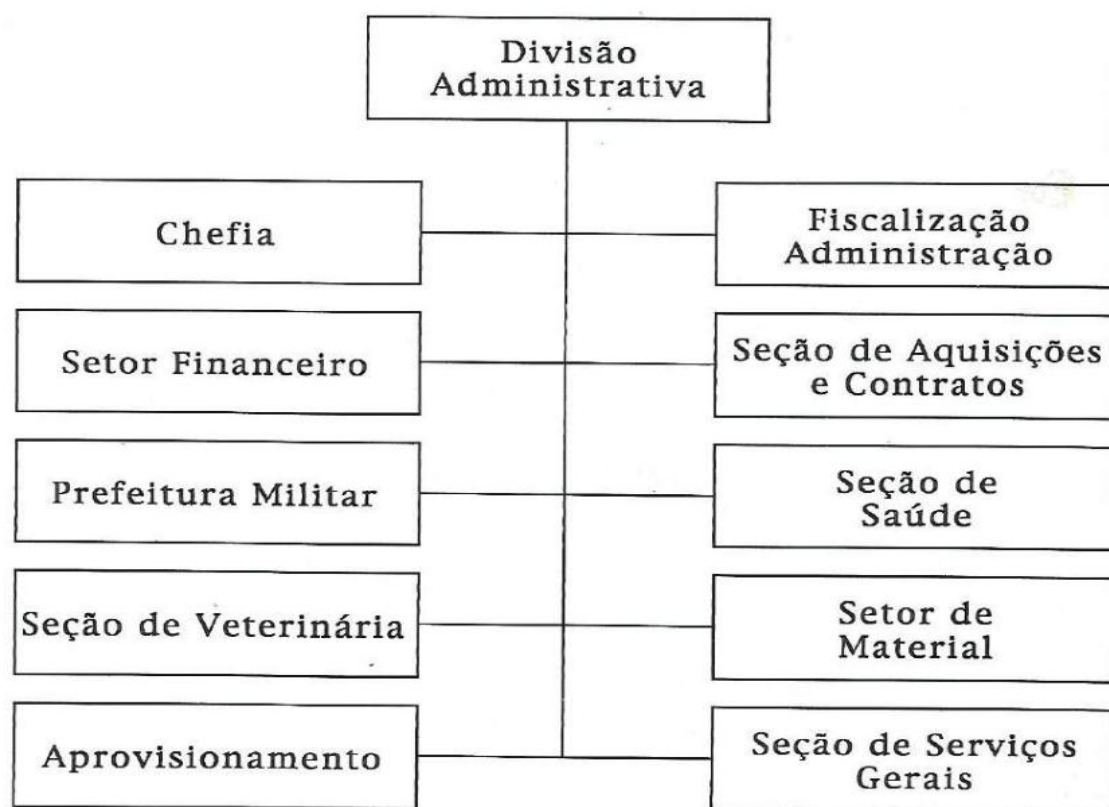 Divisão
Administrativa
Chefia
Fiscalização
Administração
Setor Financeiro
Seção de Aquisições
e Contratos
Prefeitura Militar
Seção de
Saúde
Seção de Veterinária
Setor de
Material
Aprovisionamento
Seção de Serviços
Gerais